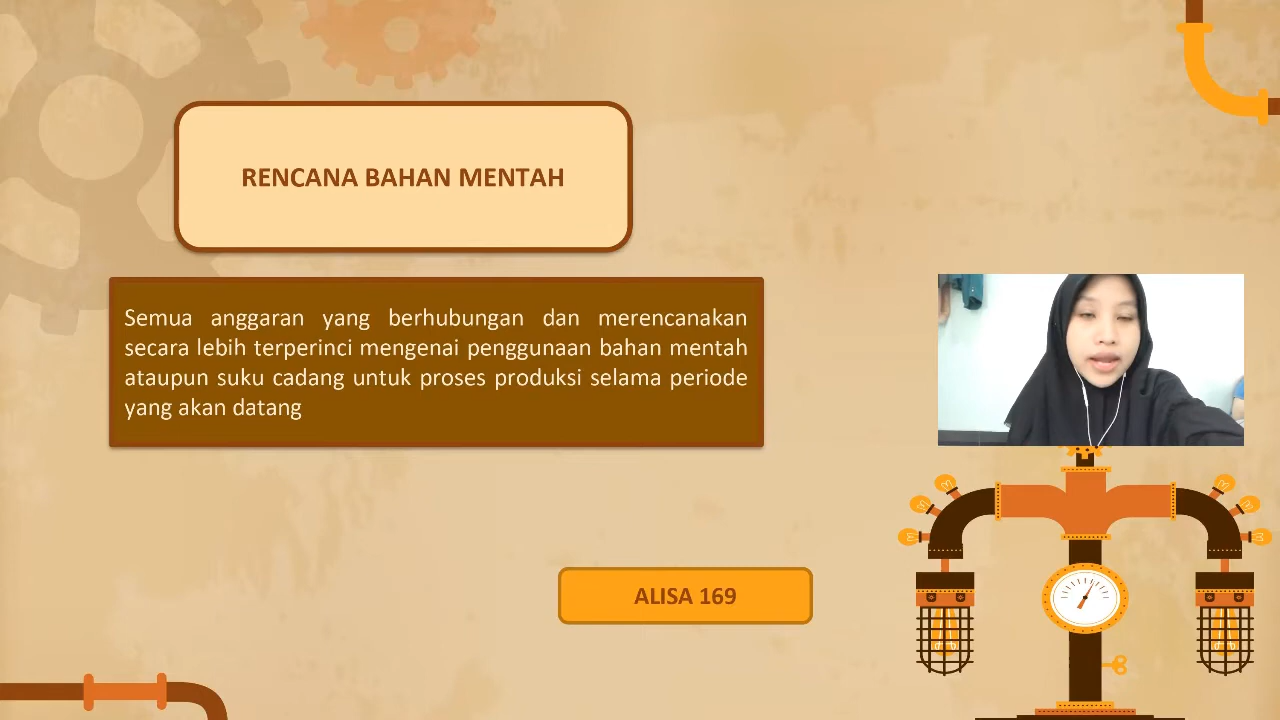 RENCANA BAHAN MENTAH
Semua anggaran yang berhubungan dan merencanakan
secara lebih terperinci mengenai penggunaan bahan mentah
ataupun suku cadang untuk proses produksi selama periode
yang akan datang
ALISA 169